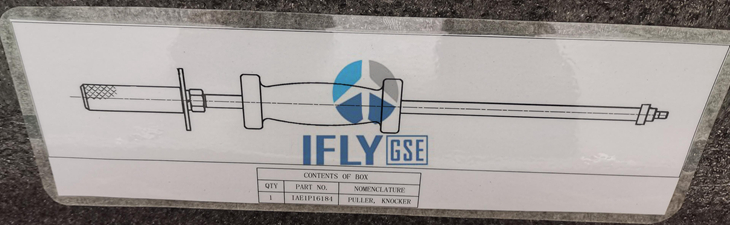 IFLY GSE
CONTENTS OF BOX
QTY PART NO. NOMENCLATURE
1 IAE1P16184 PULLER, KNOCKER